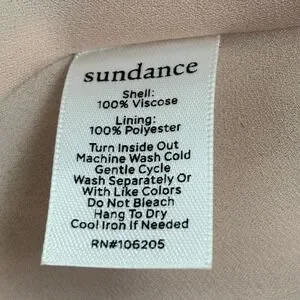 sundance
Shell:
100% Viscose
Lining:
100% Polyester
Turn Inside Out
Machine Wash Cold
Gentle Cycle
Wash Separately Or
With Like Colors
Do Not Bleach
Hang To Dry
Cool Iron If Needed
RN#106205